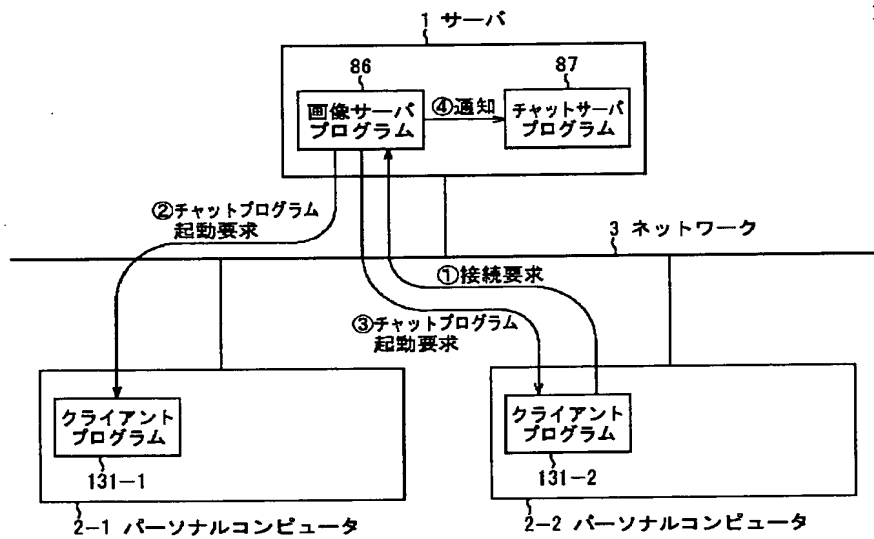 1 サーバ
86
87
画像サーバ
プログラム
④通知
チャットサーバ
プログラム
②チャットプログラム
起動要求
3 ネットワーク
①接続要求
③チャットプログラム
起動要求
クライアント
プログラム
クライアント
プログラム
131-1
131-2
2-1 パーソナルコンピュータ
2-2 パーソナルコンピュータ